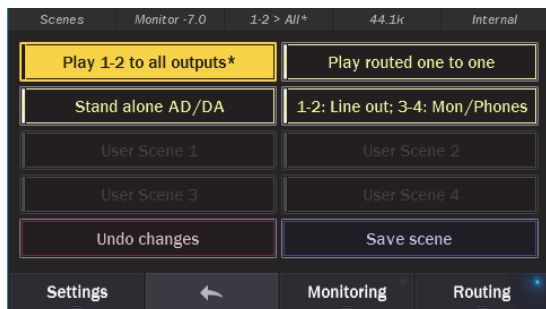 Scenes Monitor -7.0 1-2 > All* 44.1k Internal
Play 1-2 to all outputs* Play routed one to one
Stand alone AD/DA 1-2: Line out; 3-4: Mon/Phones
User Scene 1 User Scene 2
User Scene 3 User Scene 4
Undo changes Save scene
Settings Monitoring Routing